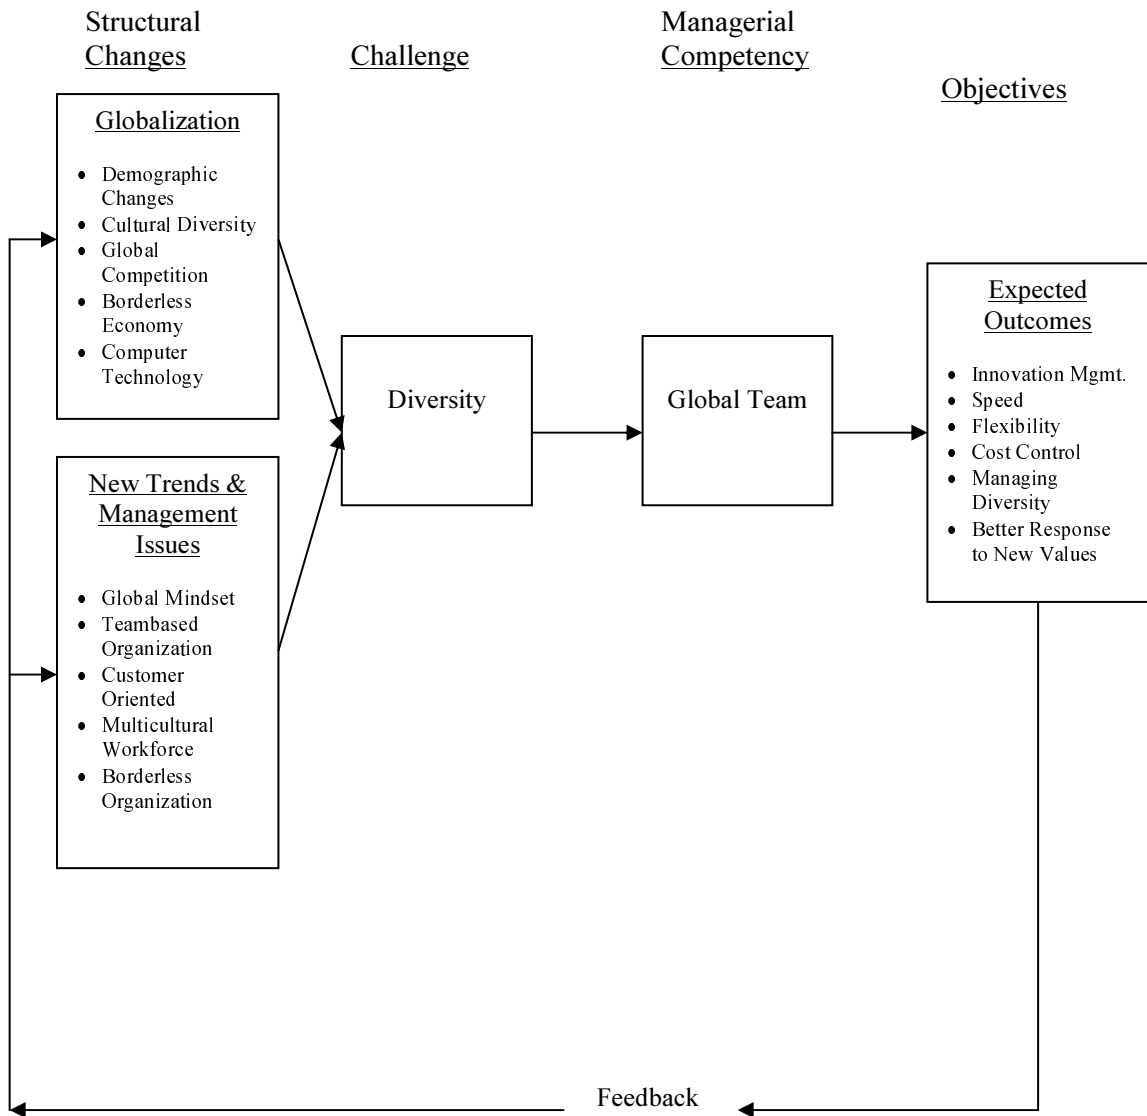 Structural
Changes
Challenge
Managerial
Competency
Objectives
Globalization
• Demographic
Changes
• Cultural Diversity
• Global
Competition
• Borderless
Economy
• Computer
Technology
New Trends &
Management
Issues
• Global Mindset
• Teambased
Organization
• Customer
Oriented
• Multicultural
Workforce
• Borderless
Organization
Diversity
Global Team
Expected
Outcomes
• Innovation Mgmt.
• Speed
• Flexibility
• Cost Control
• Managing
Diversity
• Better Response
to New Values
Feedback